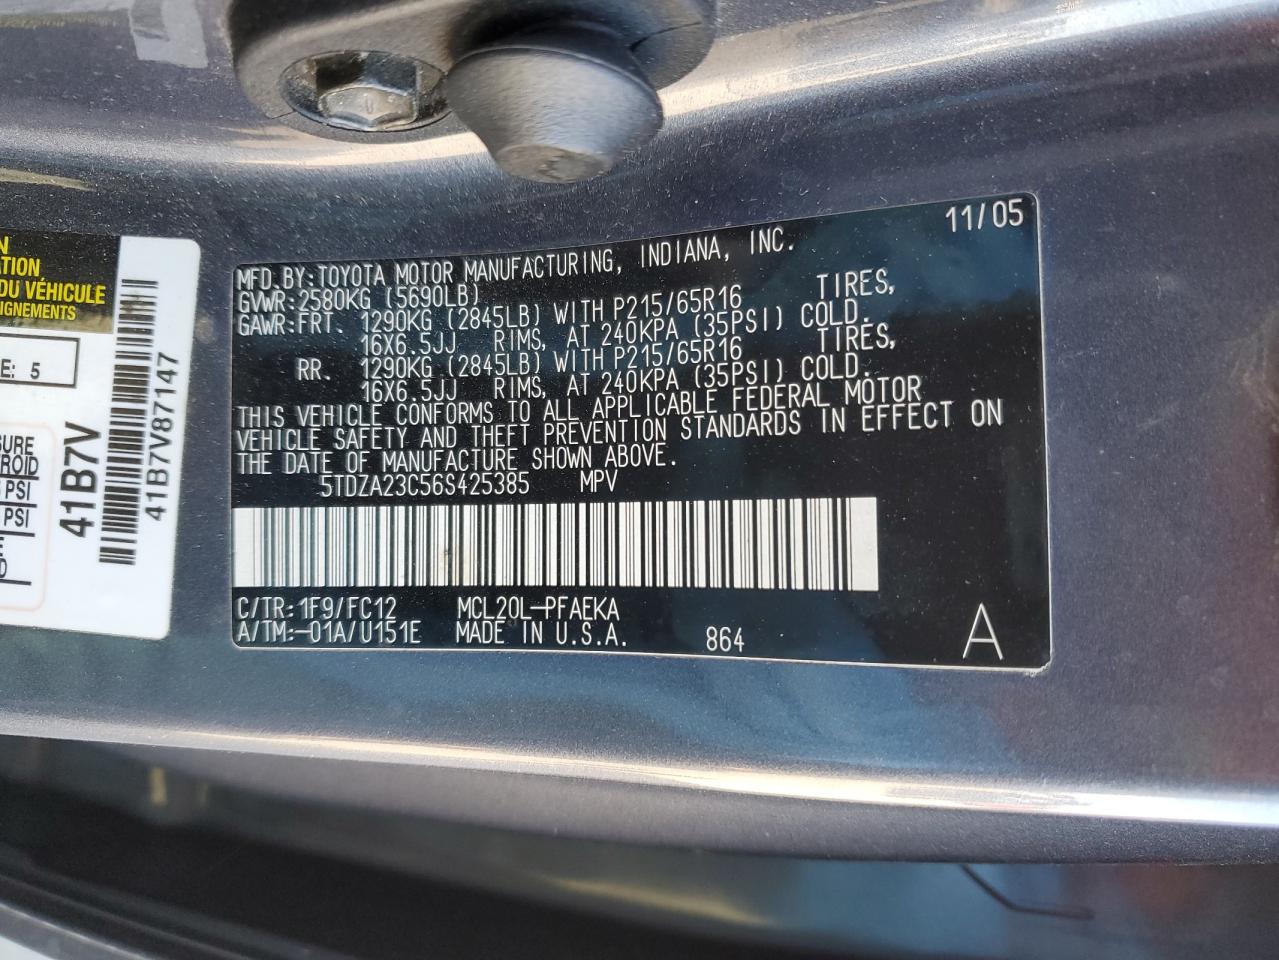 11/05
MFD.BY:TOYOTA MOTOR MANUFACTURING, INDIANA, INC.
GVWR:2580KG (5690LB)
GAWR:FRT. 1290KG (2845LB) WITH P215/65R16 TIRES,
16X6.5JJ RIMS, AT 240KPA (35PSI) COLD.
RR. 1290KG (2845LB) WITH P215/65R16 TIRES,
16X6.5JJ RIMS, AT 240KPA (35PSI) COLD.
THIS VEHICLE CONFORMS TO ALL APPLICABLE FEDERAL MOTOR
VEHICLE SAFETY AND THEFT PREVENTION STANDARDS IN EFFECT ON
THE DATE OF MANUFACTURE SHOWN ABOVE.
5TDZA23C56S425385 MPV
C/TR:1F9/FC12 MCL20L-PFAEKA
A/TM:-01A/U151E MADE IN U.S.A. 864 A
DU VÉHICULE
E: 5
PSI
PSI
41B7V
41B7V87147